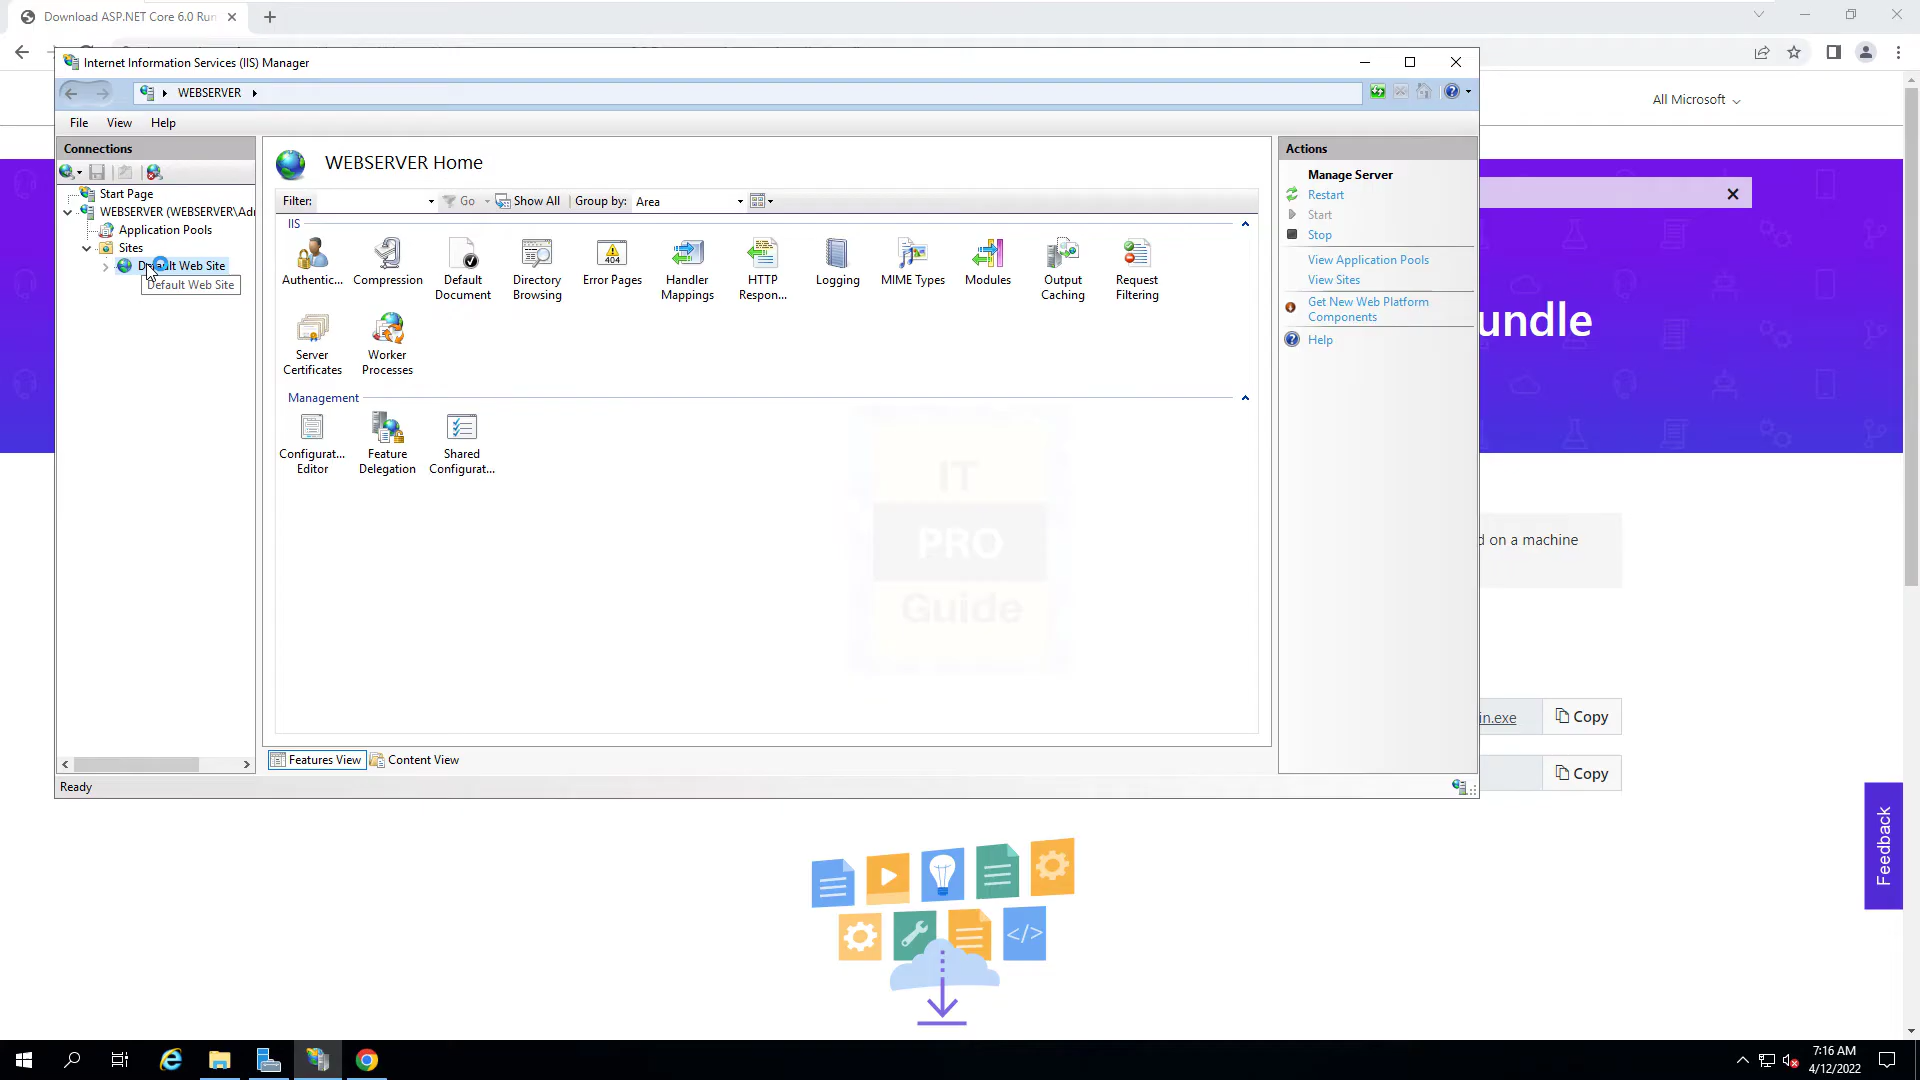 Download ASP.NET Core 6.0 Run
Internet Information Services (IIS) Manager
WEBSERVER
File View Help
All Microsoft
Connections
Start Page
WEBSERVER (WEBSERVER\Adr
Application Pools
Sites
Default Web Site
Default Web Site
WEBSERVER Home
Filter: Go Show All Group by: Area
IIS
Authentic... Compression Default Document Directory Browsing Error Pages Handler Mappings HTTP Respon... Logging MIME Types Modules Output Caching Request Filtering
404
Server Certificates Worker Processes
Management
Configurat... Editor Feature Delegation Shared Configurat...
IT
PRO
Guide
Features View Content View
Ready
Actions
Manage Server
Restart
Start
Stop
View Application Pools
View Sites
Get New Web Platform
Components
Help
undle
d on a machine
in.exe Copy
Copy
Feedback
</>
7:16 AM
4/12/2022